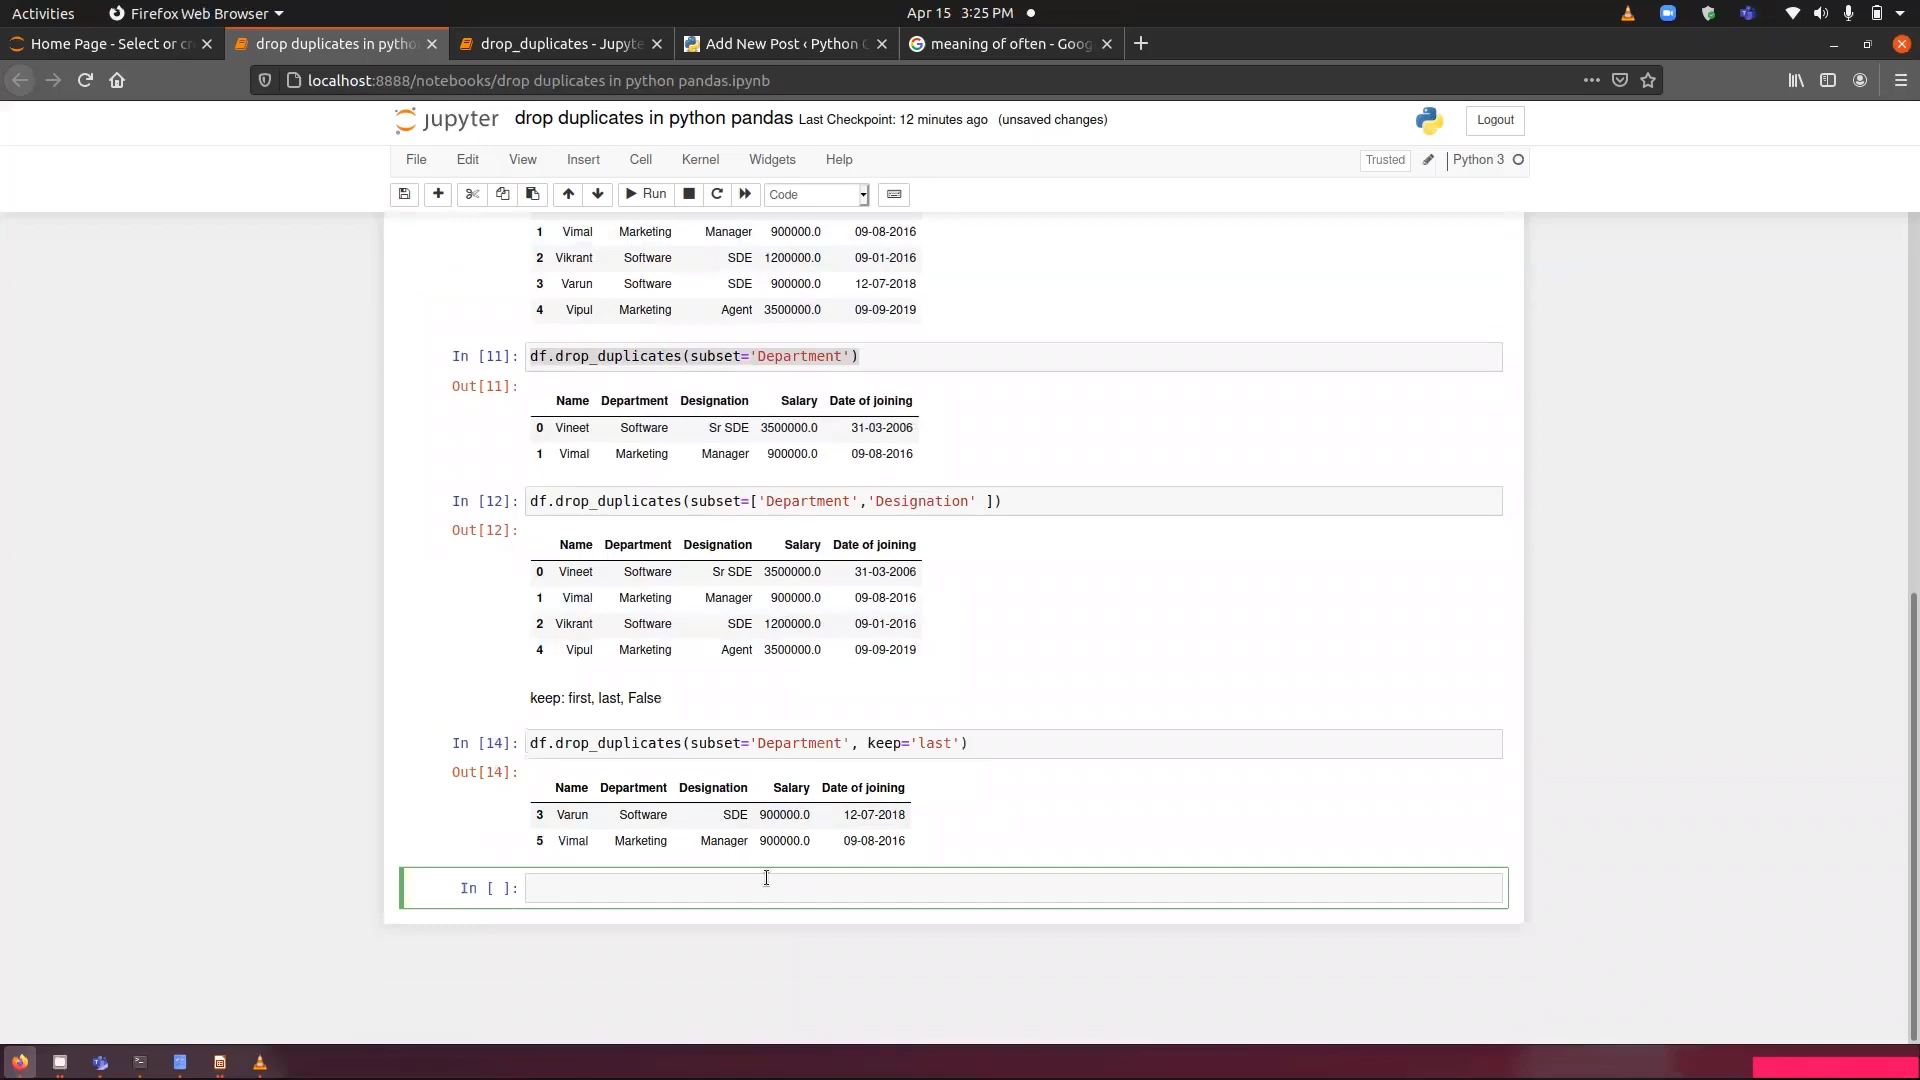 Activities Firefox Web Browser Apr 15 3:25 PM
Home Page - Select or cr drop duplicates in pytho drop_duplicates - Jupyte Add New Post ‹ Python meaning of often - Goog
localhost:8888/notebooks/drop duplicates in python pandas.ipynb
jupyter drop duplicates in python pandas Last Checkpoint: 12 minutes ago (unsaved changes) Logout
File Edit View Insert Cell Kernel Widgets Help Trusted Python 3
Run Code
1 Vimal Marketing Manager 900000.0 09-08-2016
2 Vikrant Software SDE 1200000.0 09-01-2016
3 Varun Software SDE 900000.0 12-07-2018
4 Vipul Marketing Agent 3500000.0 09-09-2019
In [11]: df.drop_duplicates(subset='Department')
Out[11]:
Name Department Designation Salary Date of joining
0 Vineet Software Sr SDE 3500000.0 31-03-2006
1 Vimal Marketing Manager 900000.0 09-08-2016
In [12]: df.drop_duplicates(subset=['Department','Designation' ])
Out[12]:
Name Department Designation Salary Date of joining
0 Vineet Software Sr SDE 3500000.0 31-03-2006
1 Vimal Marketing Manager 900000.0 09-08-2016
2 Vikrant Software SDE 1200000.0 09-01-2016
4 Vipul Marketing Agent 3500000.0 09-09-2019
keep: first, last, False
In [14]: df.drop_duplicates(subset='Department', keep='last')
Out[14]:
Name Department Designation Salary Date of joining
3 Varun Software SDE 900000.0 12-07-2018
5 Vimal Marketing Manager 900000.0 09-08-2016
In [ ]: